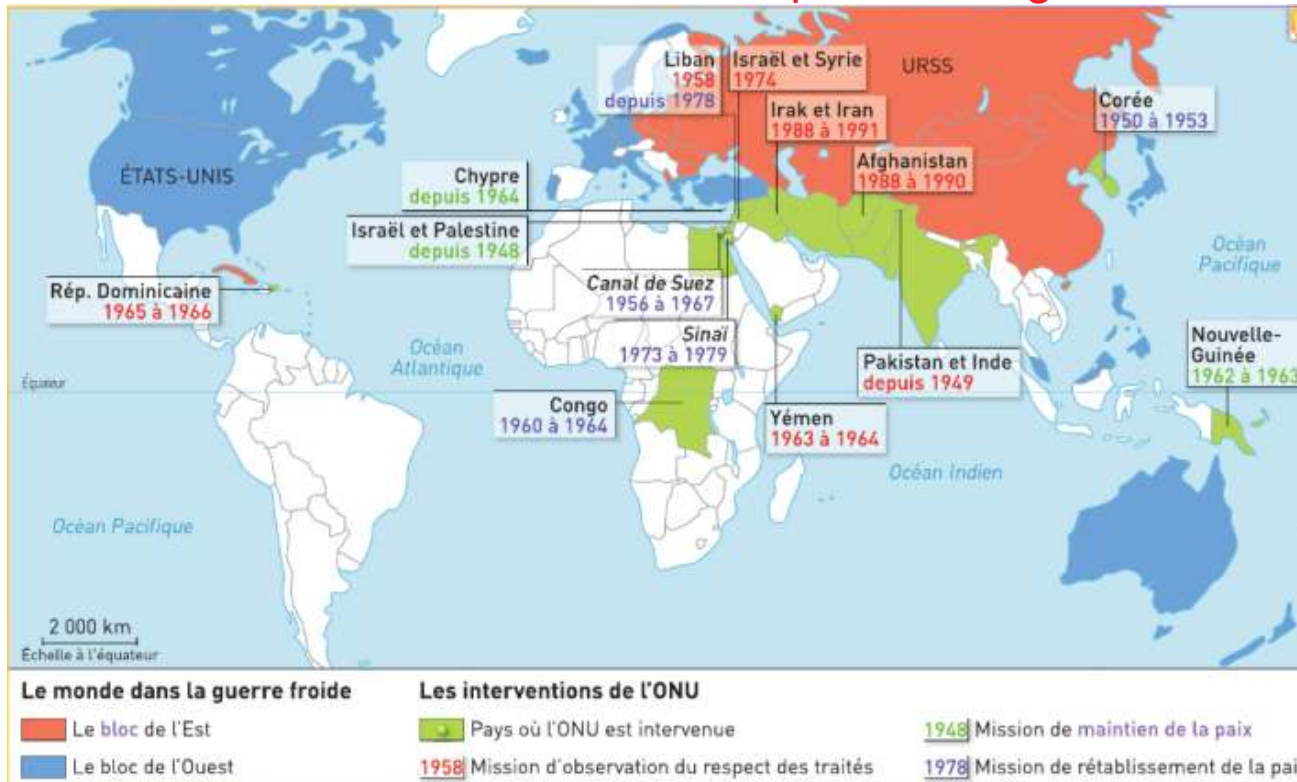 Liban
1958
depuis 1978
Israël et Syrie
1974
URSS
Irak et Iran
1988 à 1991
Corée
1950 à 1953
ÉTATS-UNIS
Chypre
depuis 1964
Afghanistan
1988 à 1990
Israël et Palestine
depuis 1948
Océan
Pacifique
Rép. Dominicaine
1965 à 1966
Canal de Suez
1956 à 1967
Sinaï
1973 à 1979
Océan
Atlantique
Pakistan et Inde
depuis 1949
Nouvelle-
Guinée
1962 à 1963
Équateur
Congo
1960 à 1964
Yémen
1963 à 1964
Océan Indien
Océan Pacifique
2 000 km
Échelle à l'équateur
Le monde dans la guerre froide
Le bloc de l'Est
Le bloc de l'Ouest
Les interventions de l'ONU
Pays où l'ONU est intervenue
1958 Mission d'observation du respect des traités
1948 Mission de maintien de la paix
1978 Mission de rétablissement de la pai